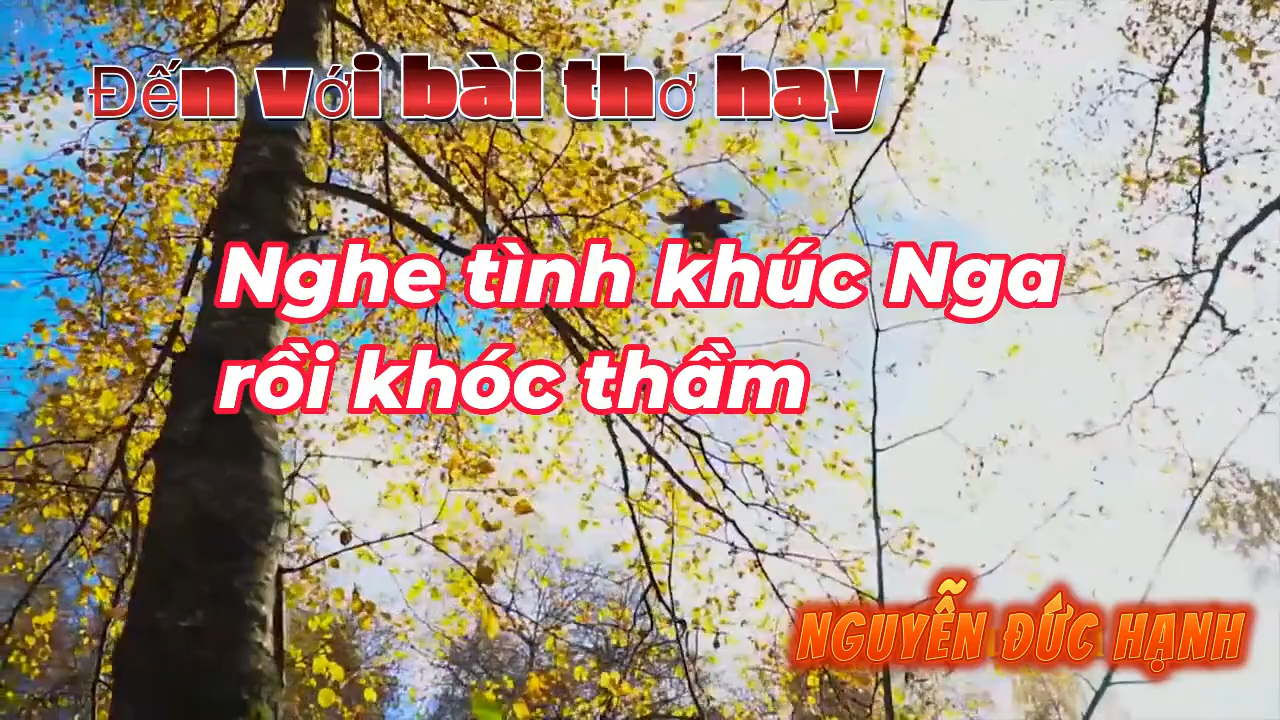 Đến với bài thơ hay
Nghe tình khúc Nga
rồi khóc thầm
NGUYỄN ĐỨC HẠNH